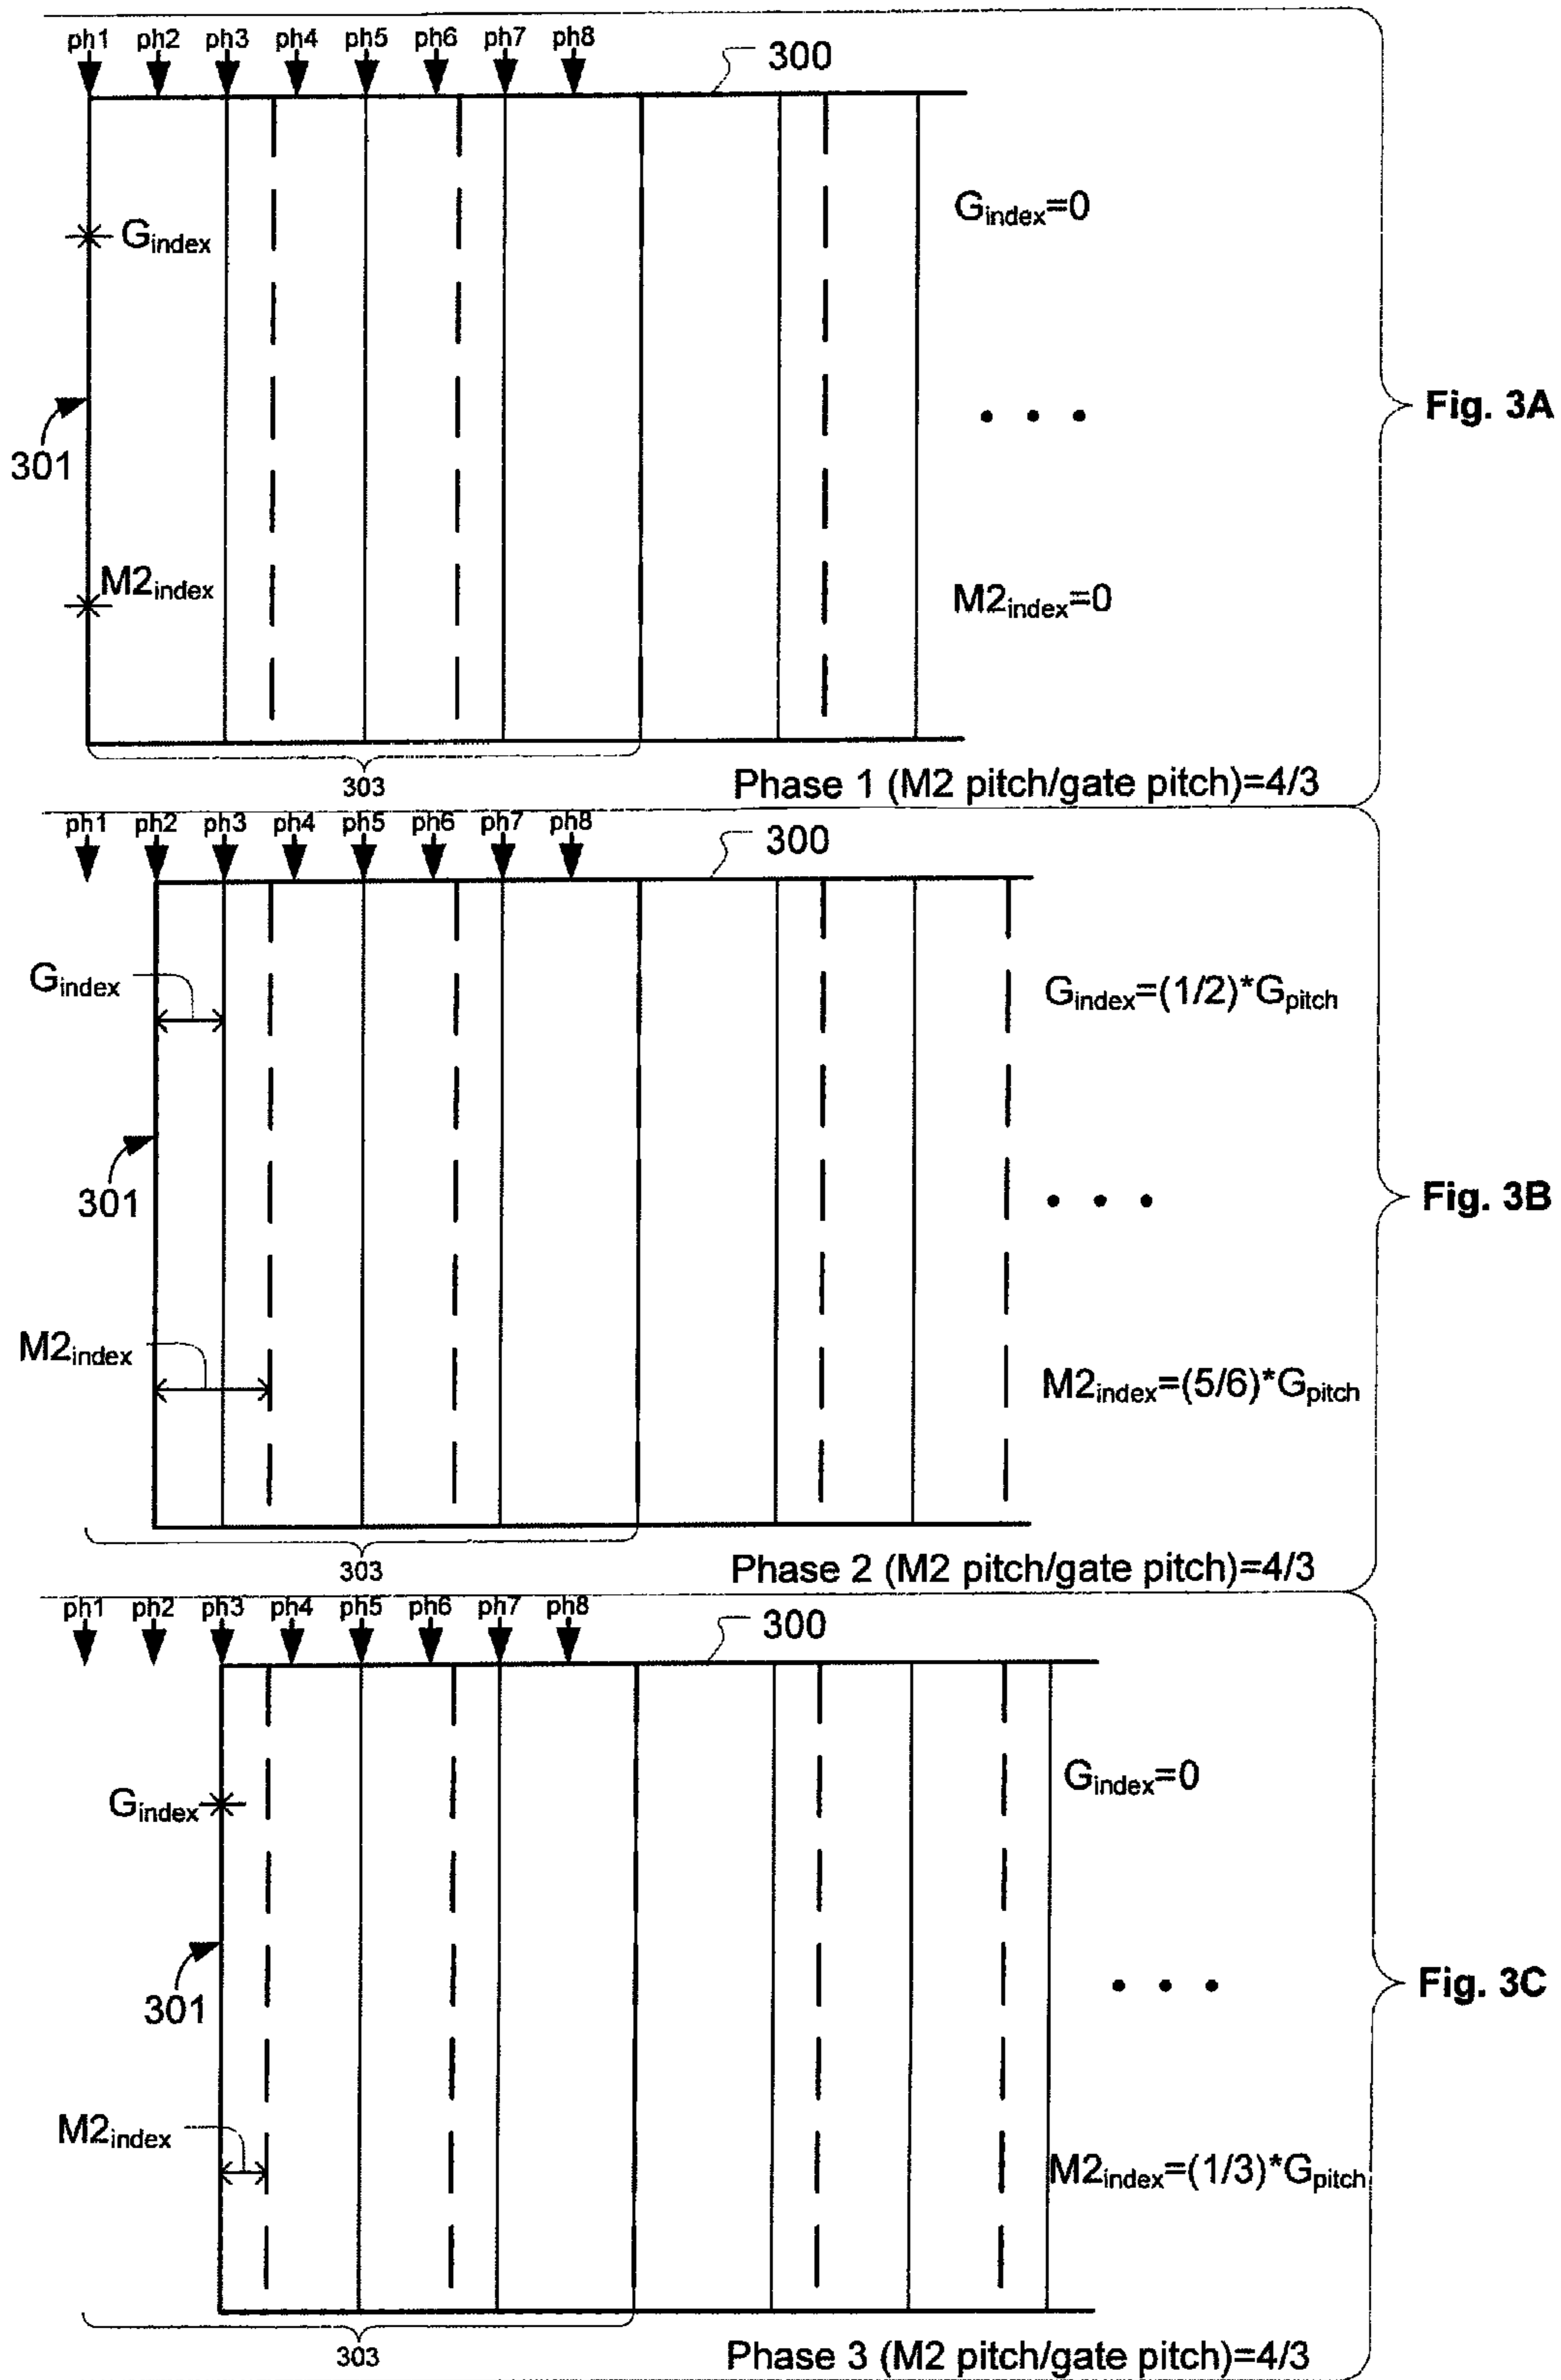 ph1 ph2 ph3 ph4 ph5 ph6 ph7 ph8
300
Gindex
Gindex=0
Fig. 3A
301
M2index
M2index=0
303
Phase 1 (M2 pitch/gate pitch)=4/3
ph1 ph2 ph3 ph4 ph5 ph6 ph7 ph8
300
Gindex
Gindex=(1/2)*Gpitch
301
Fig. 3B
M2index
M2index=(5/6)*Gpitch
303
Phase 2 (M2 pitch/gate pitch)=4/3
ph1 ph2 ph3 ph4 ph5 ph6 ph7 ph8
300
Gindex
Gindex=0
301
Fig. 3C
M2index
M2index=(1/3)*Gpitch
303
Phase 3 (M2 pitch/gate pitch)=4/3